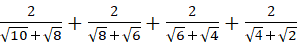 2/(√10+√8) + 2/(√8+√6) + 2/(√6+√4) + 2/(√4+√2)